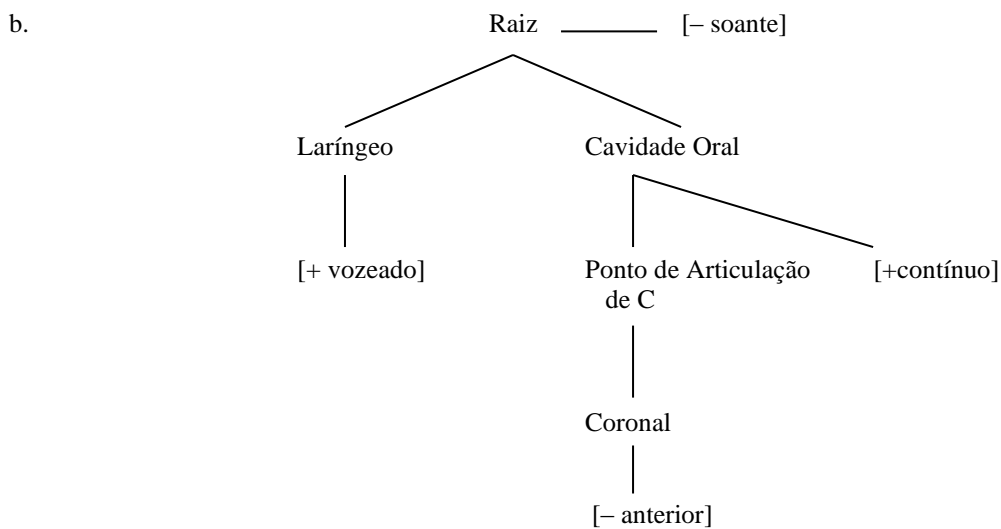 b. Raiz [– soante]
Laríngeo Cavidade Oral
[+ vozeado] Ponto de Articulação [+contínuo]
de C
Coronal
[– anterior]